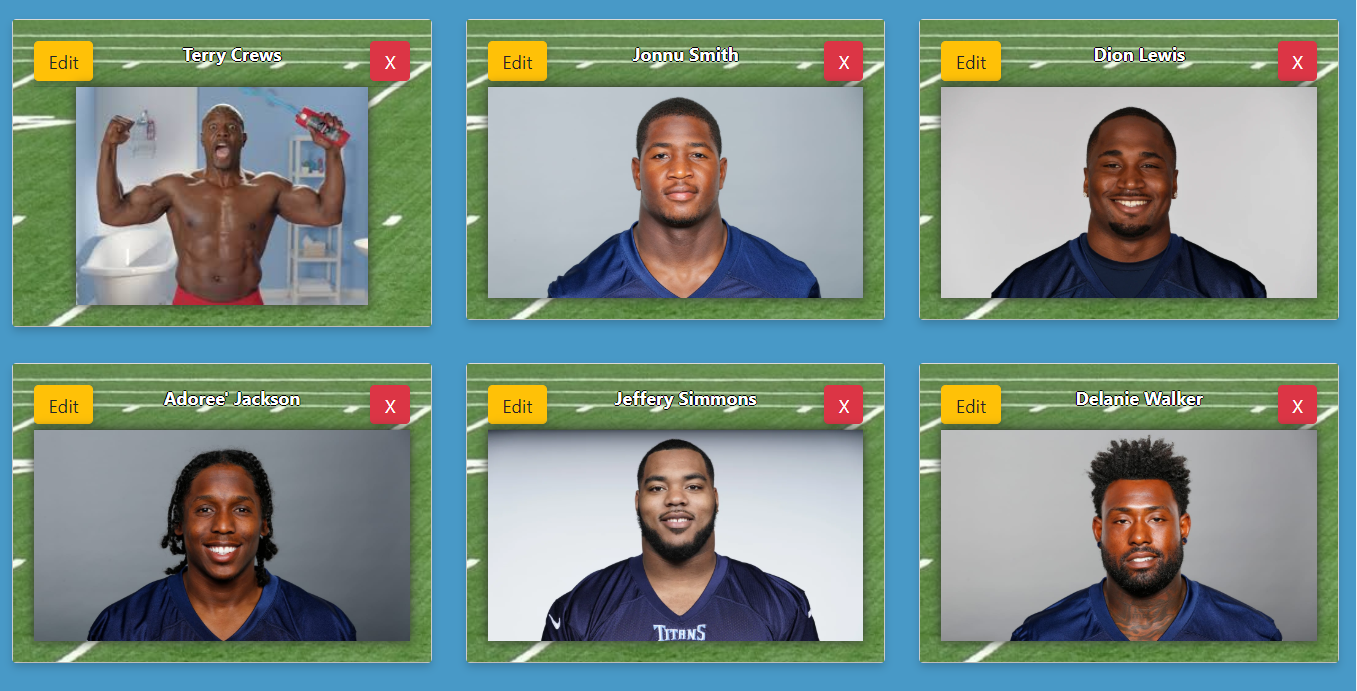 Edit Terry Crews X
Edit Jonnu Smith X
Edit Dion Lewis X
Edit Adoree' Jackson X
Edit Jeffery Simmons X
Edit Delanie Walker X
TITANS